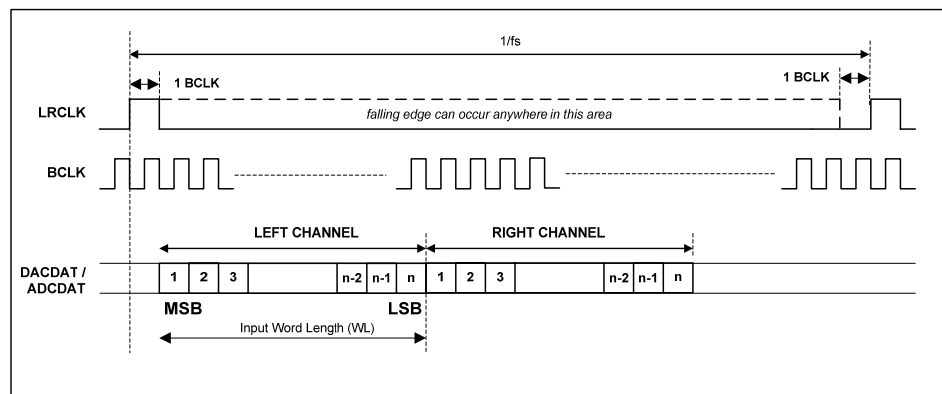 1/fs
1 BCLK
1 BCLK
LRCLK
falling edge can occur anywhere in this area
BCLK
LEFT CHANNEL
RIGHT CHANNEL
DACDAT /
ADCDAT
1 2 3 n-2 n-1 n 1 2 3 n-2 n-1 n
MSB LSB
Input Word Length (WL)